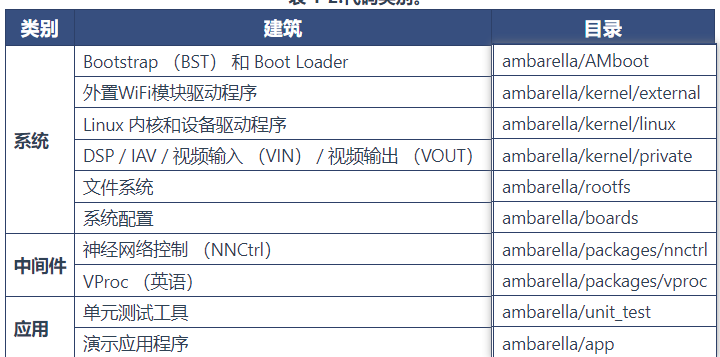 表 1-2.代码类别。
类别 建筑 目录
系统
Bootstrap （BST） 和 Boot Loader ambarella/AMboot
外置WiFi模块驱动程序 ambarella/kernel/external
Linux 内核和设备驱动程序 ambarella/kernel/linux
DSP / IAV / 视频输入 （VIN） / 视频输出 （VOUT） ambarella/kernel/private
文件系统 ambarella/rootfs
系统配置 ambarella/boards
中间件
神经网络控制 （NNCtrl） ambarella/packages/nnctrl
VProc （英语） ambarella/packages/vproc
应用
单元测试工具 ambarella/unit_test
演示应用程序 ambarella/app